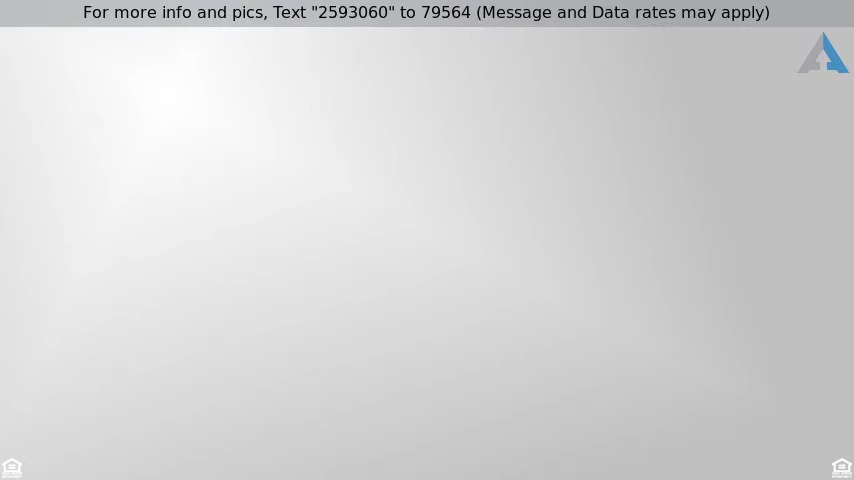 For more info and pics, Text "2593060" to 79564 (Message and Data rates may apply)